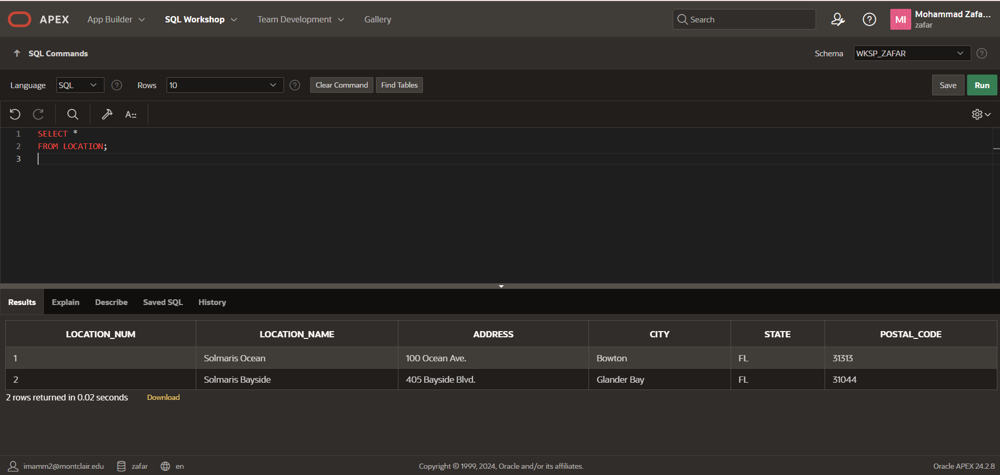 APEX App Builder SQL Workshop Team Development Gallery Search ? MI Mohammad Zafa...
zafar
SQL Commands Schema WKSP_ZAFAR ?
Language SQL ? Rows 10 ? Clear Command Find Tables Save Run
A::
1 SELECT *
2 FROM LOCATION;
3
Results Explain Describe Saved SQL History
LOCATION_NUM LOCATION_NAME ADDRESS CITY STATE POSTAL_CODE
1 Solmaris Ocean 100 Ocean Ave. Bowton FL 31313
2 Solmaris Bayside 405 Bayside Blvd. Glander Bay FL 31044
2 rows returned in 0.02 seconds Download
imamm2@montclair.edu zafar en Copyright © 1999, 2024, Oracle and/or its affiliates. Oracle APEX 24.2.8